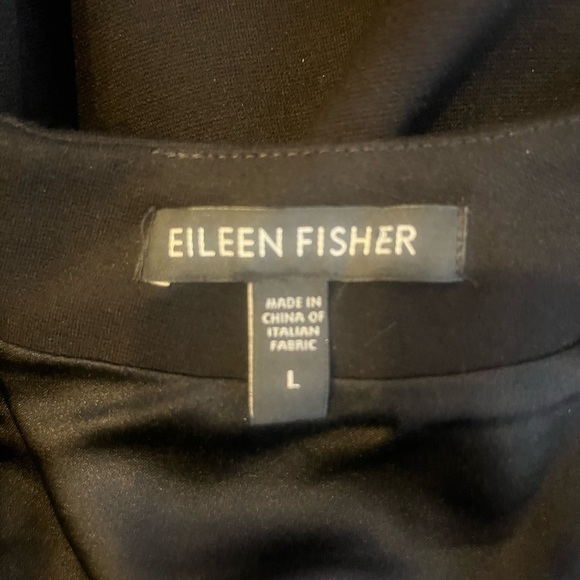 EILEEN FISHER
MADE IN
CHINA OF
ITALIAN
FABRIC
L